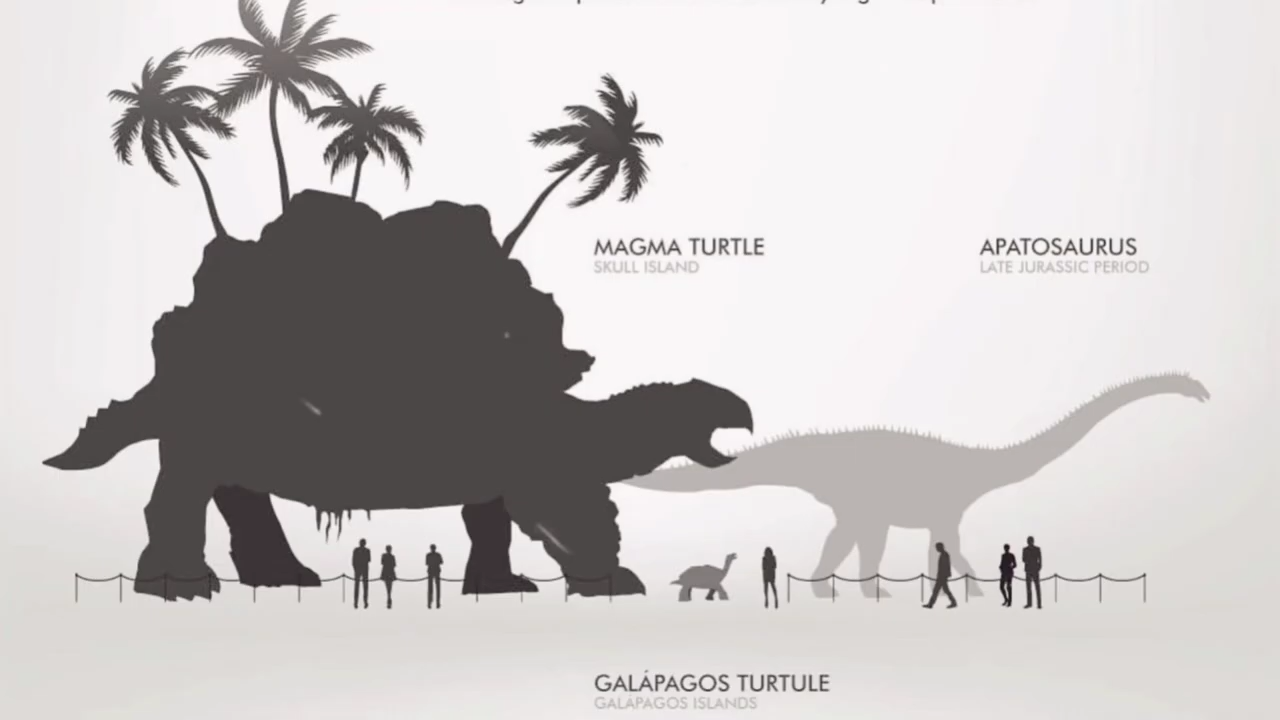 MAGMA TURTLE
SKULL ISLAND
APATOSAURUS
LATE JURASSIC PERIOD
GALÁPAGOS TURTULE
GALAPAGOS ISLANDS